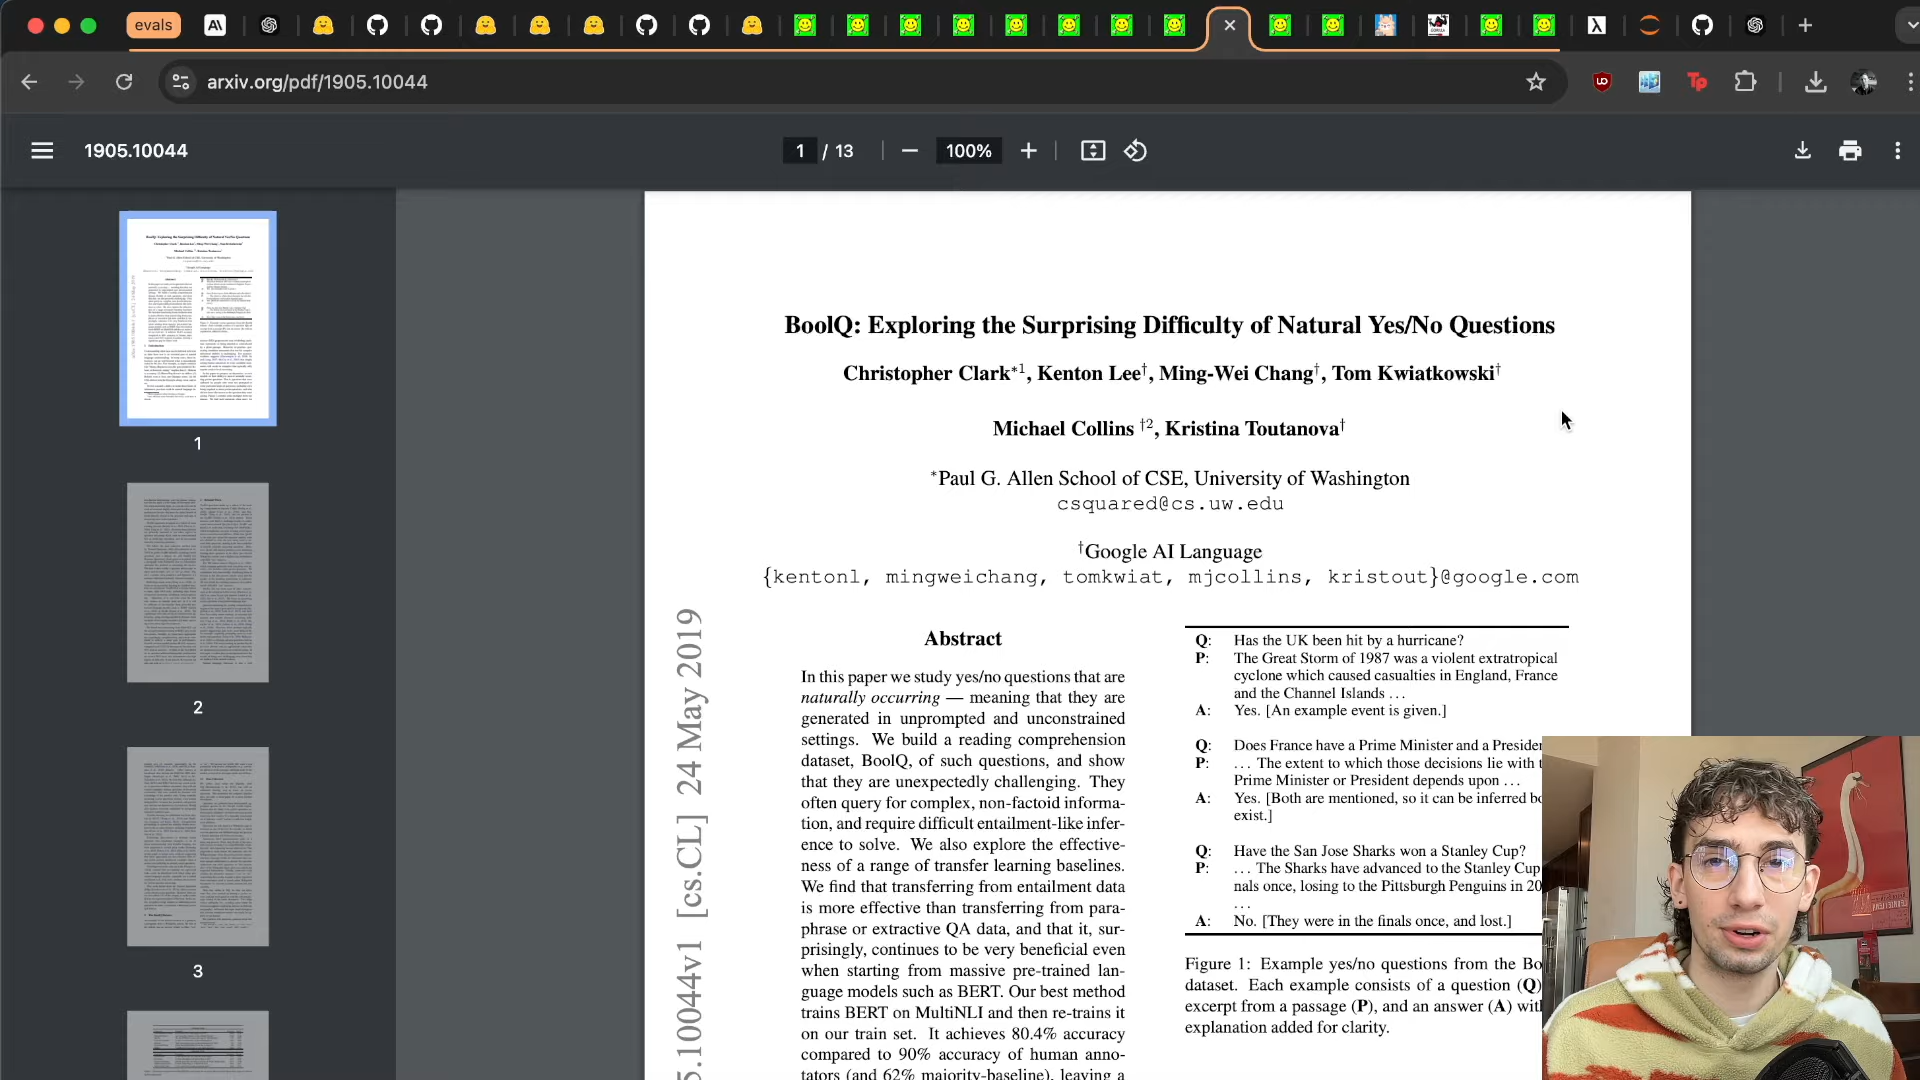 evals
arxiv.org/pdf/1905.10044
1905.10044
1 / 13
100%
1
2
3
BoolQ: Exploring the Surprising Difficulty of Natural Yes/No Questions
Christopher Clark*1, Kenton Lee†, Ming-Wei Chang†, Tom Kwiatkowski†
Michael Collins †2, Kristina Toutanova†
*Paul G. Allen School of CSE, University of Washington
csquared@cs.uw.edu
†Google AI Language
{kentonl, mingweichang, tomkwiat, mjcollins, kristout}@google.com
5.10044v1 [cs.CL] 24 May 2019
Abstract
In this paper we study yes/no questions that are
naturally occurring — meaning that they are
generated in unprompted and unconstrained
settings. We build a reading comprehension
dataset, BoolQ, of such questions, and show
that they are unexpectedly challenging. They
often query for complex, non-factoid informa-
tion, and require difficult entailment-like infer-
ence to solve. We also explore the effective-
ness of a range of transfer learning baselines.
We find that transferring from entailment data
is more effective than transferring from para-
phrase or extractive QA data, and that it, sur-
prisingly, continues to be very beneficial even
when starting from massive pre-trained lan-
guage models such as BERT. Our best method
trains BERT on MultiNLI and then re-trains it
on our train set. It achieves 80.4% accuracy
compared to 90% accuracy of human anno-
tators (and 62% majority-baseline), leaving a
Q: Has the UK been hit by a hurricane?
P: The Great Storm of 1987 was a violent extratropical
cyclone which caused casualties in England, France
and the Channel Islands ...
A: Yes. [An example event is given.]
Q: Does France have a Prime Minister and a Presiden
P: ... The extent to which those decisions lie with t
Prime Minister or President depends upon ...
A: Yes. [Both are mentioned, so it can be inferred bo
exist.]
Q: Have the San Jose Sharks won a Stanley Cup?
P: ... The Sharks have advanced to the Stanley Cup
nals once, losing to the Pittsburgh Penguins in 20
...
A: No. [They were in the finals once, and lost.]
Figure 1: Example yes/no questions from the Bo
dataset. Each example consists of a question (Q)
excerpt from a passage (P), and an answer (A) wit
explanation added for clarity.